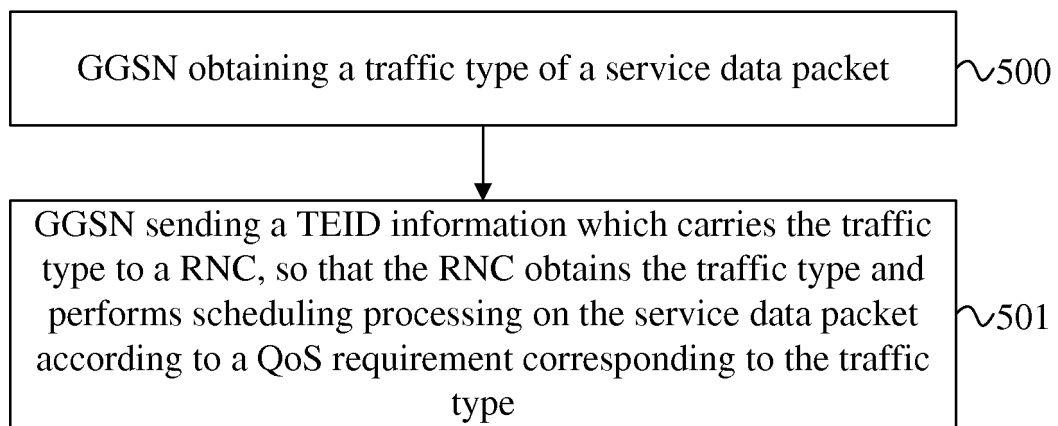 GGSN obtaining a traffic type of a service data packet
500
GGSN sending a TEID information which carries the traffic
type to a RNC, so that the RNC obtains the traffic type and
performs scheduling processing on the service data packet
according to a QoS requirement corresponding to the traffic
type
501